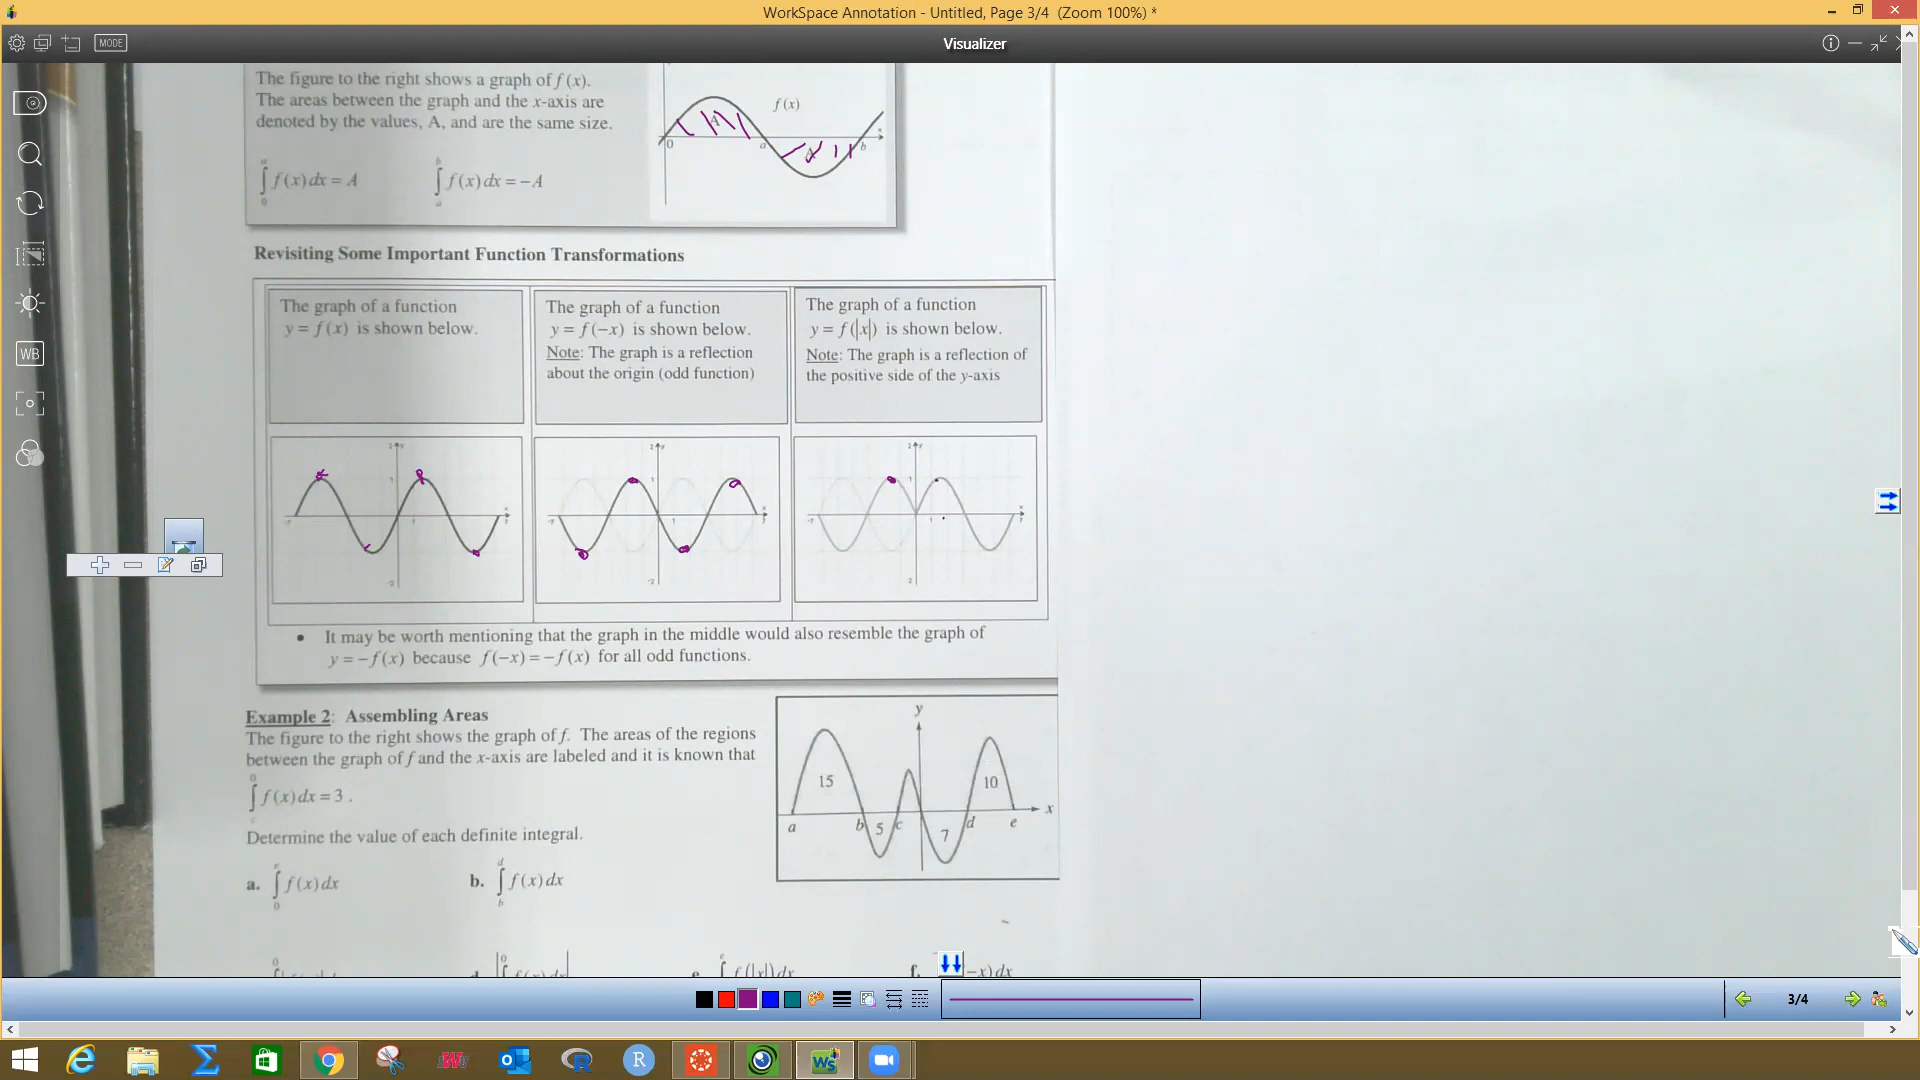 WorkSpace Annotation - Untitled, Page 3/4 (Zoom 100%) *
MODE
Visualizer
The figure to the right shows a graph of f (x).
The areas between the graph and the x-axis are
denoted by the values, A, and are the same size.
∫₀ᵃ f(x) dx = A
∫ₐᵇ f(x) dx = −A
f(x)
A
A
0
a
b
x
Revisiting Some Important Function Transformations
The graph of a function
y = f(x) is shown below.
The graph of a function
y = f(−x) is shown below.
Note: The graph is a reflection
about the origin (odd function)
The graph of a function
y = f(|x|) is shown below.
Note: The graph is a reflection of
the positive side of the y-axis
• It may be worth mentioning that the graph in the middle would also resemble the graph of
y = −f(x) because f(−x) = −f(x) for all odd functions.
Example 2: Assembling Areas
The figure to the right shows the graph of f. The areas of the regions
between the graph of f and the x-axis are labeled and it is known that
∫ f(x) dx = 3 .
Determine the value of each definite integral.
a. ∫ f(x) dx
b. ∫ f(x) dx
y
15
10
x
a
b
5
c
7
d
e
f(|x|) dx
f.
−x) dx
WB
3/4